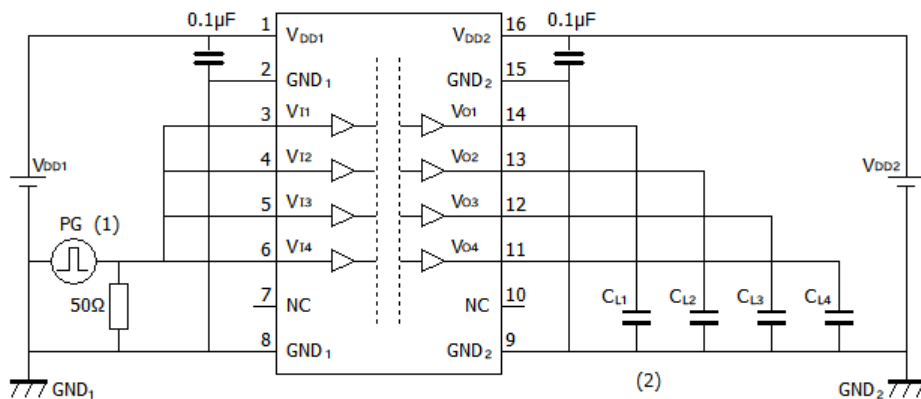 0.1μF 1 16 0.1μF
VDD1 VDD2
2 15
GND1 GND2
3 VI1 VO1 14
4 VI2 VO2 13
VDD1 VDD2
5 VI3 VO3 12
PG (1)
6 VI4 VO4 11
50Ω 7 NC NC 10 CL1 CL2 CL3 CL4
8 GND1 GND2 9
GND1 (2) GND2